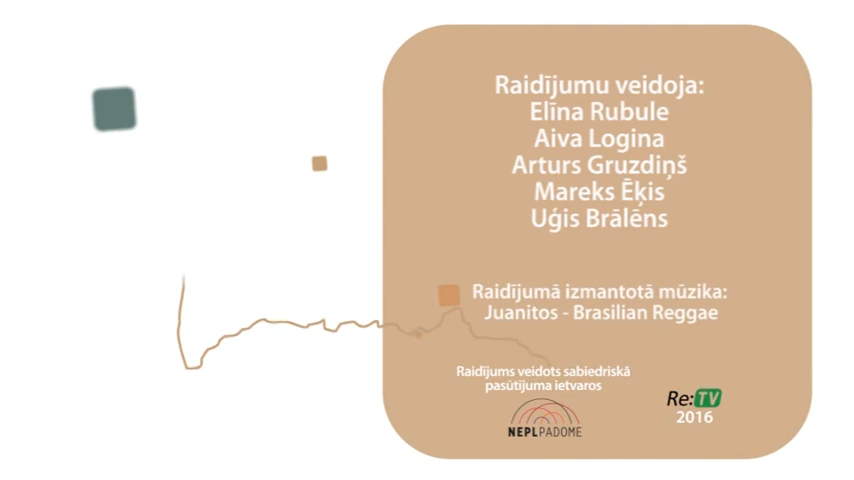 Raidījumu veidoja:
Elīna Rubule
Aiva Logina
Arturs Gruzdiņš
Mareks Ēķis
Uģis Brālēns
Raidījumā izmantotā mūzika:
Juanitos - Brasilian Reggae
Raidījums veidots sabiedriskā
pasūtījuma ietvaros
NEPLPADOME
Re:TV
2016